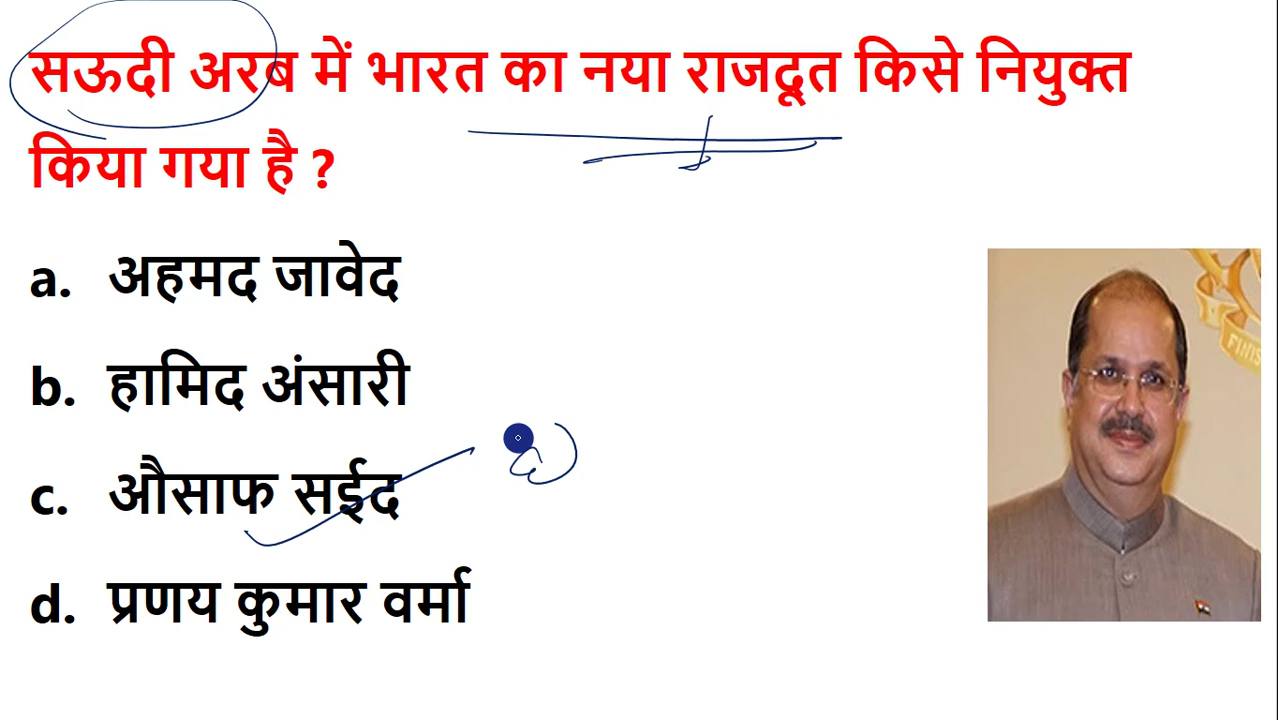 सऊदी अरब में भारत का नया राजदूत किसे नियुक्त
किया गया है ?
a. अहमद जावेद
b. हामिद अंसारी
c. औसाफ सईद
d. प्रणय कुमार वर्मा